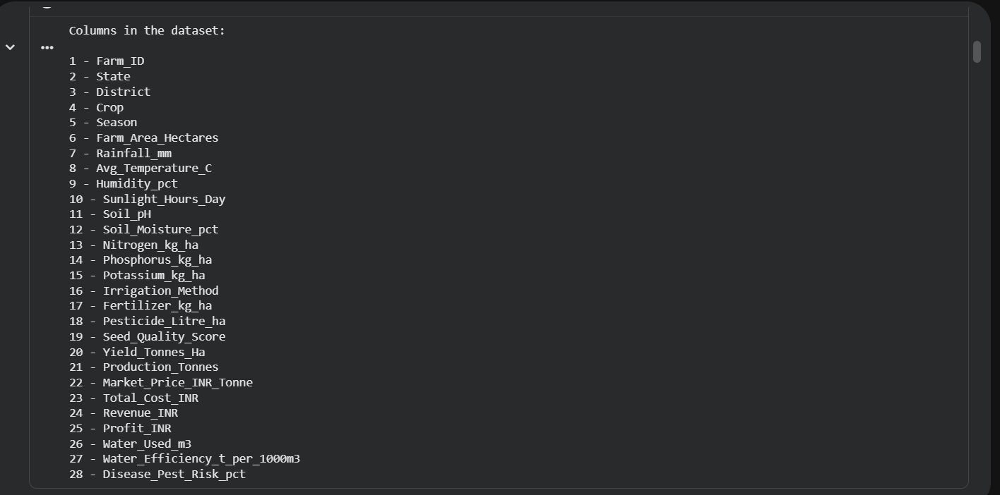 Columns in the dataset:
1 - Farm_ID
2 - State
3 - District
4 - Crop
5 - Season
6 - Farm_Area_Hectares
7 - Rainfall_mm
8 - Avg_Temperature_C
9 - Humidity_pct
10 - Sunlight_Hours_Day
11 - Soil_pH
12 - Soil_Moisture_pct
13 - Nitrogen_kg_ha
14 - Phosphorus_kg_ha
15 - Potassium_kg_ha
16 - Irrigation_Method
17 - Fertilizer_kg_ha
18 - Pesticide_Litre_ha
19 - Seed_Quality_Score
20 - Yield_Tonnes_Ha
21 - Production_Tonnes
22 - Market_Price_INR_Tonne
23 - Total_Cost_INR
24 - Revenue_INR
25 - Profit_INR
26 - Water_Used_m3
27 - Water_Efficiency_t_per_1000m3
28 - Disease_Pest_Risk_pct